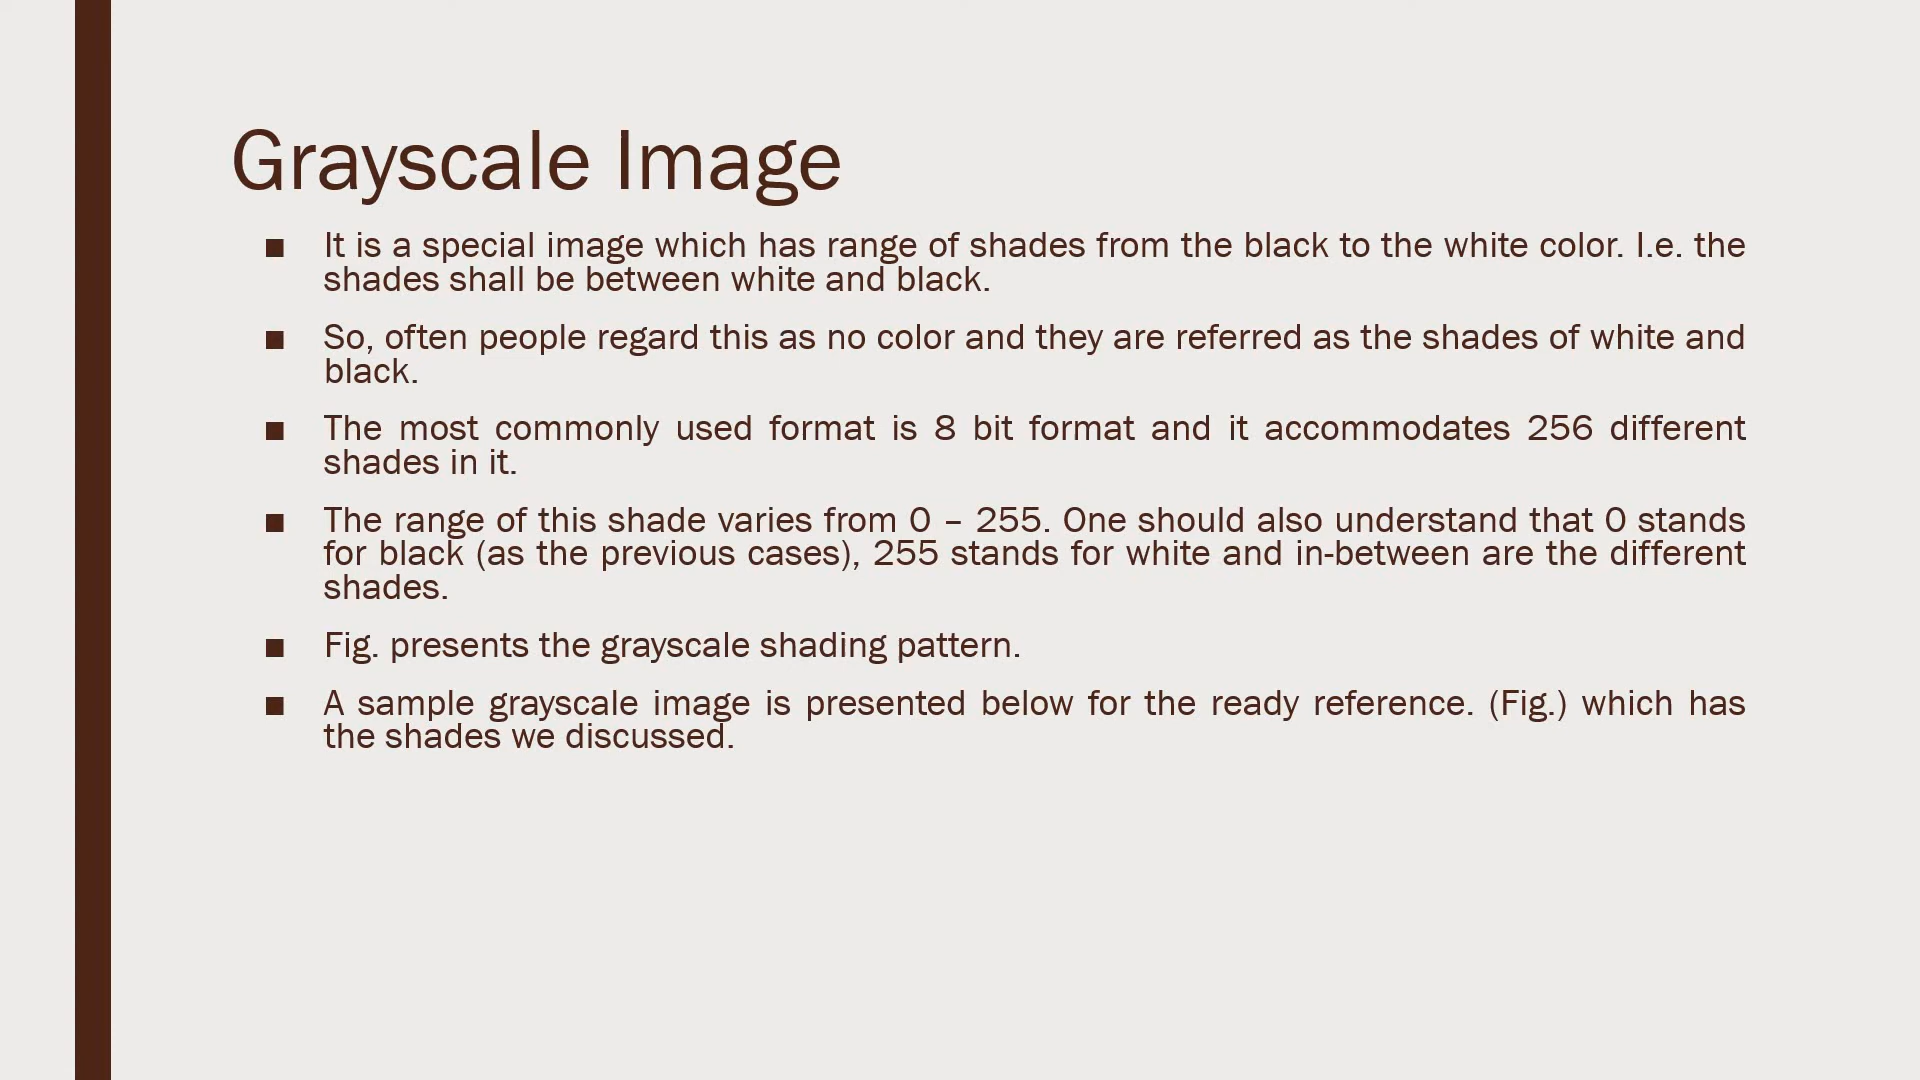 Grayscale Image
■ It is a special image which has range of shades from the black to the white color. I.e. the
shades shall be between white and black.
■ So, often people regard this as no color and they are referred as the shades of white and
black.
■ The most commonly used format is 8 bit format and it accommodates 256 different
shades in it.
■ The range of this shade varies from 0 – 255. One should also understand that 0 stands
for black (as the previous cases), 255 stands for white and in-between are the different
shades.
■ Fig. presents the grayscale shading pattern.
■ A sample grayscale image is presented below for the ready reference. (Fig.) which has
the shades we discussed.